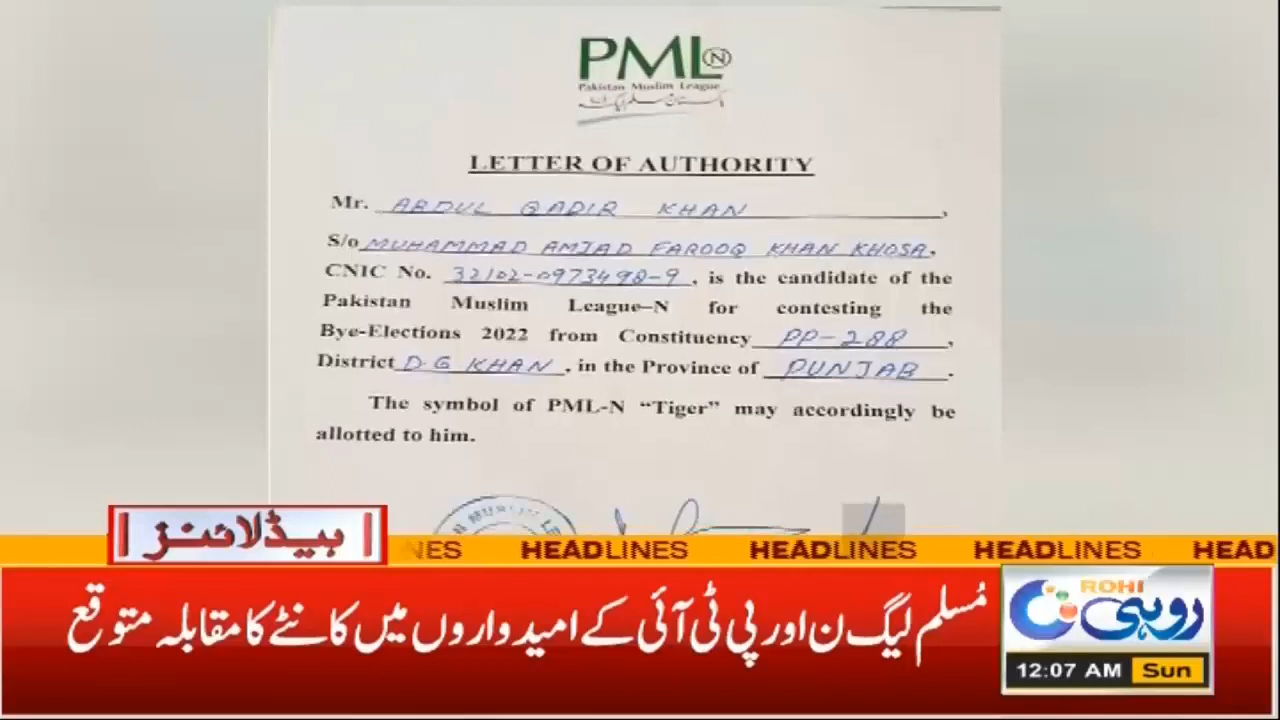 PMLN
Pakistan Muslim League
پاکستان مسلم لیگ
LETTER OF AUTHORITY
Mr. ABDUL QADIR KHAN,
S/o MUHAMMAD AMJAD FAROOQ KHAN KHOSA,
CNIC No. 32102-0973498-9, is the candidate of the
Pakistan Muslim League–N for contesting the
Bye-Elections 2022 from Constituency PP-288,
District D.G KHAN, in the Province of PUNJAB.
The symbol of PML-N “Tiger” may accordingly be
allotted to him.
ہیڈلائنز
NES HEADLINES HEADLINES HEADLINES HEAD
مُسلم لیگ ن اور پی ٹی آئی کے امیدواروں میں کانٹے کا مقابلہ متوقع
ROHI
روہی
12:07 AM Sun